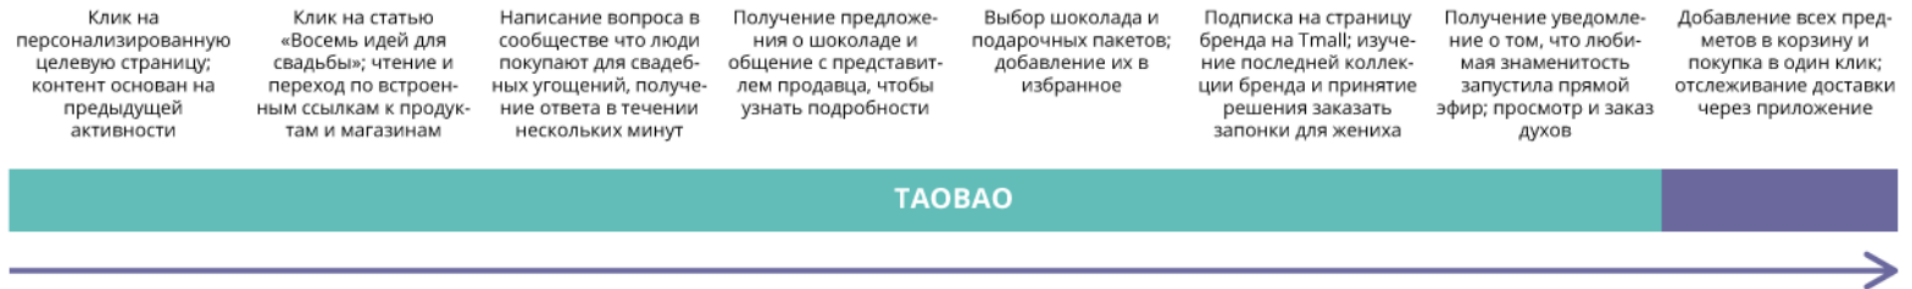 Клик на
персонализированную
целевую страницу;
контент основан на
предыдущей
активности
Клик на статью
«Восемь идей для
свадьбы»; чтение и
переход по встроен-
ным ссылкам к продук-
там и магазинам
Написание вопроса в
сообществе что люди
покупают для свадеб-
ных угощений, получе-
ние ответа в течении
нескольких минут
Получение предложе-
ния о шоколаде и
общение с представит-
лем продавца, чтобы
узнать подробности
Выбор шоколада и
подарочных пакетов;
добавление их в
избранное
Подписка на страницу
бренда на Tmall; изуче-
ние последней коллек-
ции бренда и принятие
решения заказать
запонки для жениха
Получение уведомле-
ние о том, что люби-
мая знаменитость
запустила прямой
эфир; просмотр и заказ
духов
Добавление всех пред-
метов в корзину и
покупка в один клик;
отслеживание доставки
через приложение
TAOBAO